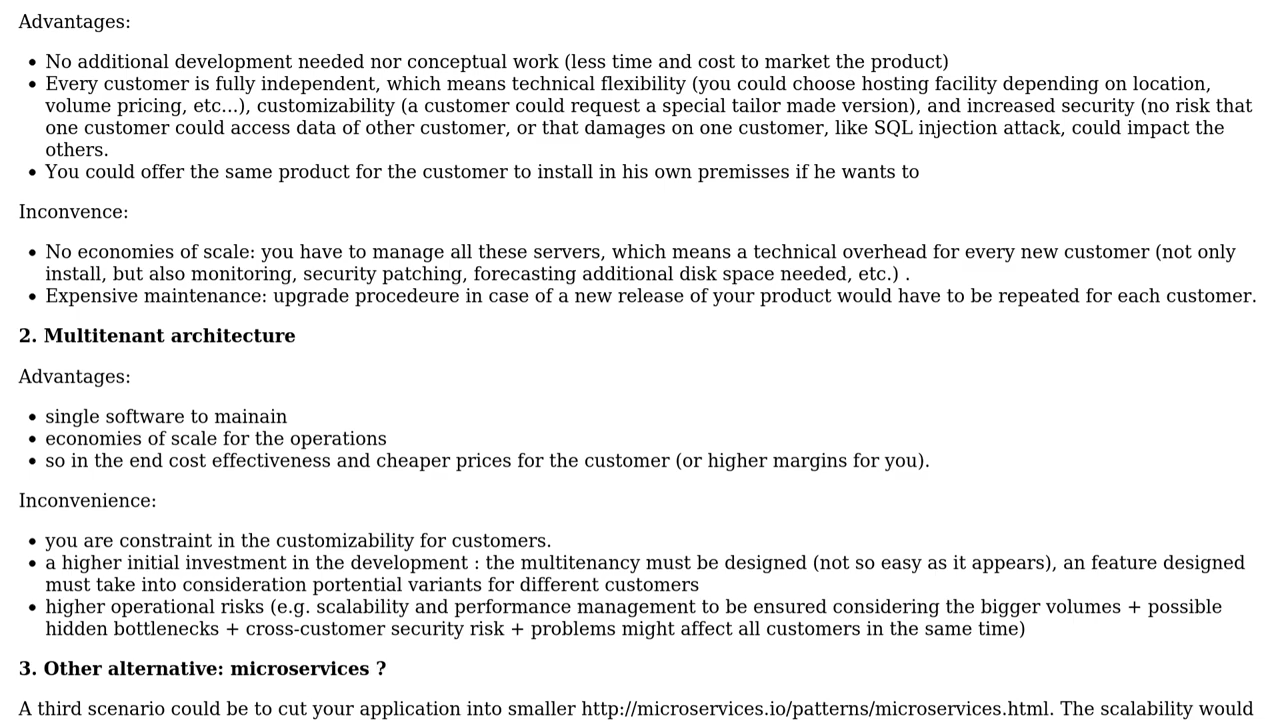 Advantages:
No additional development needed nor conceptual work (less time and cost to market the product)
Every customer is fully independent, which means technical flexibility (you could choose hosting facility depending on location,
volume pricing, etc...), customizability (a customer could request a special tailor made version), and increased security (no risk that
one customer could access data of other customer, or that damages on one customer, like SQL injection attack, could impact the
others.
You could offer the same product for the customer to install in his own premisses if he wants to
Inconvence:
No economies of scale: you have to manage all these servers, which means a technical overhead for every new customer (not only
install, but also monitoring, security patching, forecasting additional disk space needed, etc.) .
Expensive maintenance: upgrade procedeure in case of a new release of your product would have to be repeated for each customer.
2. Multitenant architecture
Advantages:
single software to mainain
economies of scale for the operations
so in the end cost effectiveness and cheaper prices for the customer (or higher margins for you).
Inconvenience:
you are constraint in the customizability for customers.
a higher initial investment in the development : the multitenancy must be designed (not so easy as it appears), an feature designed
must take into consideration portential variants for different customers
higher operational risks (e.g. scalability and performance management to be ensured considering the bigger volumes + possible
hidden bottlenecks + cross-customer security risk + problems might affect all customers in the same time)
3. Other alternative: microservices ?
A third scenario could be to cut your application into smaller http://microservices.io/patterns/microservices.html. The scalability would